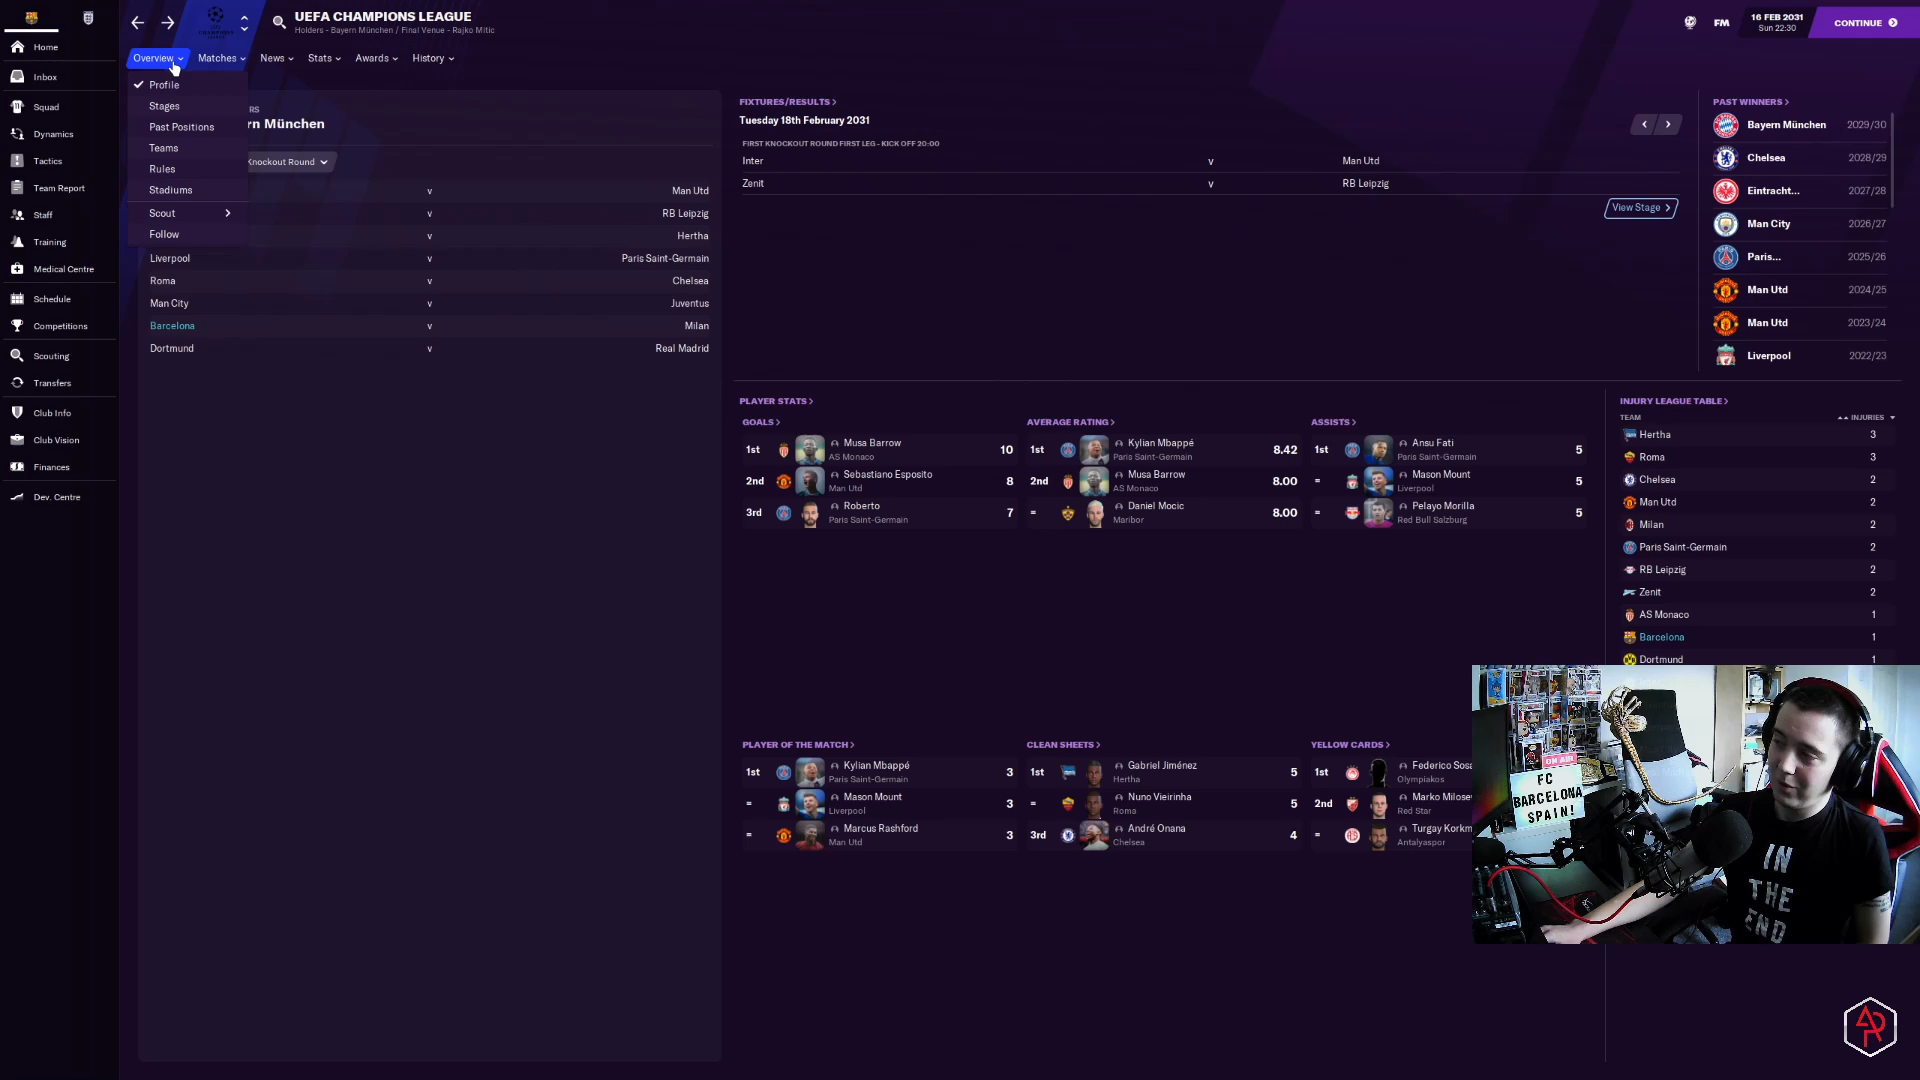 UEFA CHAMPIONS LEAGUE
Holders - Bayern München / Final Venue - Rajko Mitic
FM
16 FEB 2031
Sun 22:30
CONTINUE
Overview
Matches
News
Stats
Awards
History
Home
Inbox
Squad
Dynamics
Tactics
Team Report
Staff
Training
Medical Centre
Schedule
Competitions
Scouting
Transfers
Club Info
Club Vision
Finances
Dev. Centre
Profile
Stages
Past Positions
Teams
Rules
Stadiums
Scout
Follow
RS
rn München
Knockout Round
v Man Utd
v RB Leipzig
v Hertha
Liverpool v Paris Saint-Germain
Roma v Chelsea
Man City v Juventus
Barcelona v Milan
Dortmund v Real Madrid
FIXTURES/RESULTS
Tuesday 18th February 2031
FIRST KNOCKOUT ROUND FIRST LEG - KICK OFF 20:00
Inter v Man Utd
Zenit v RB Leipzig
View Stage
PAST WINNERS
Bayern München 2029/30
Chelsea 2028/29
Eintracht... 2027/28
Man City 2026/27
Paris... 2025/26
Man Utd 2024/25
Man Utd 2023/24
Liverpool 2022/23
PLAYER STATS
GOALS
1st Musa Barrow 10
AS Monaco
2nd Sebastiano Esposito 8
Man Utd
3rd Roberto 7
Paris Saint-Germain
AVERAGE RATING
1st Kylian Mbappé 8.42
Paris Saint-Germain
2nd Musa Barrow 8.00
AS Monaco
= Daniel Mocic 8.00
Maribor
ASSISTS
1st Ansu Fati 5
Paris Saint-Germain
= Mason Mount 5
Liverpool
= Pelayo Morilla 5
Red Bull Salzburg
INJURY LEAGUE TABLE
TEAM INJURIES
Hertha 3
Roma 3
Chelsea 2
Man Utd 2
Milan 2
Paris Saint-Germain 2
RB Leipzig 2
Zenit 2
AS Monaco 1
Barcelona 1
Dortmund 1
PLAYER OF THE MATCH
1st Kylian Mbappé 3
Paris Saint-Germain
= Mason Mount 3
Liverpool
= Marcus Rashford 3
Man Utd
CLEAN SHEETS
1st Gabriel Jiménez 5
Hertha
= Nuno Vieirinha 5
Roma
3rd André Onana 4
Chelsea
YELLOW CARDS
1st Federico Sosa
Olympiakos
2nd Marko Milose
Red Star
= Turgay Korkm
Antalyaspor
ON AIR
FC
BARCELONA
SPAIN!
IN
THE
END